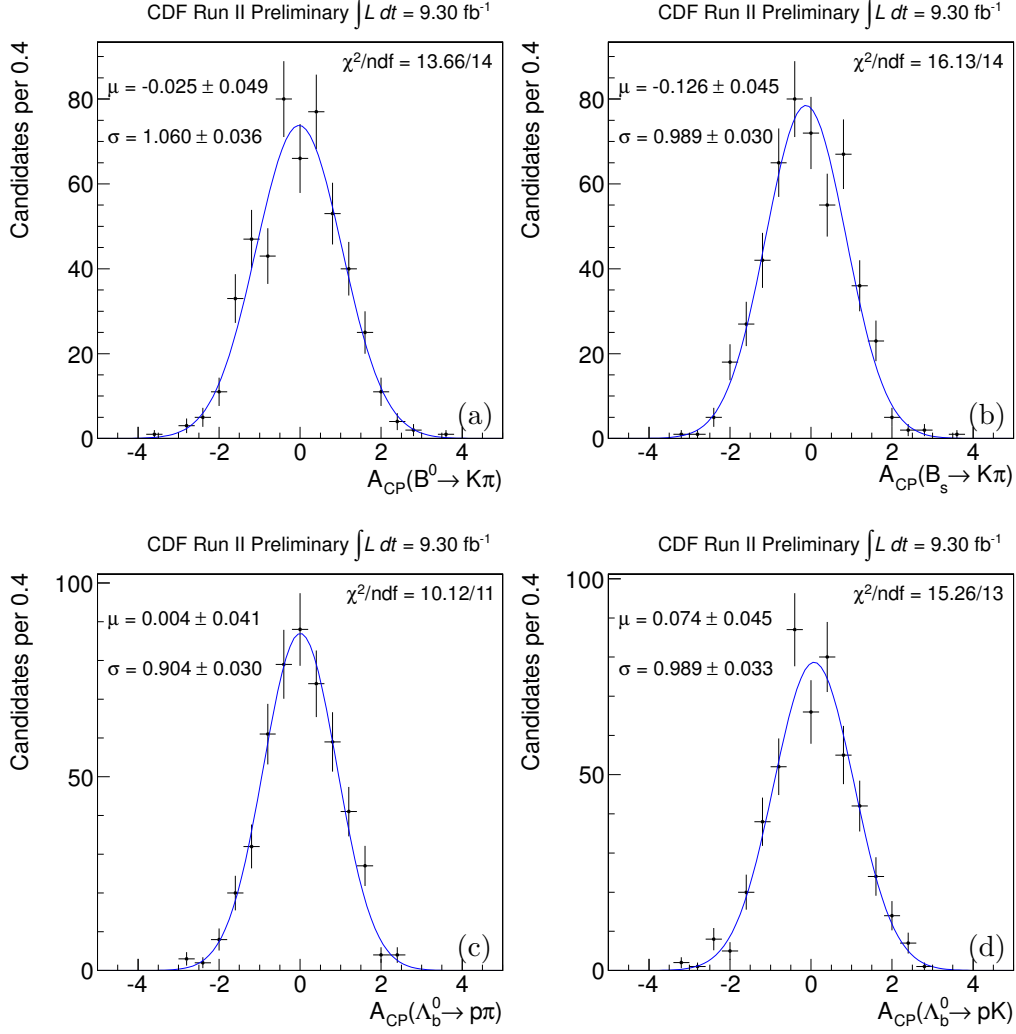 CDF Run II Preliminary ∫L dt = 9.30 fb⁻¹
Candidates per 0.4
χ²/ndf = 13.66/14
μ = -0.025 ± 0.049
σ = 1.060 ± 0.036
80
60
40
20
0
(a)
-4 -2 0 2 4
A_CP(B⁰→ Kπ)
CDF Run II Preliminary ∫L dt = 9.30 fb⁻¹
Candidates per 0.4
χ²/ndf = 16.13/14
μ = -0.126 ± 0.045
σ = 0.989 ± 0.030
80
60
40
20
0
(b)
-4 -2 0 2 4
A_CP(B_s→ Kπ)
CDF Run II Preliminary ∫L dt = 9.30 fb⁻¹
Candidates per 0.4
100
χ²/ndf = 10.12/11
μ = 0.004 ± 0.041
σ = 0.904 ± 0.030
50
0
(c)
-4 -2 0 2 4
A_CP(Λ_b⁰→ pπ)
CDF Run II Preliminary ∫L dt = 9.30 fb⁻¹
Candidates per 0.4
100
χ²/ndf = 15.26/13
μ = 0.074 ± 0.045
σ = 0.989 ± 0.033
50
0
(d)
-4 -2 0 2 4
A_CP(Λ_b⁰→ pK)